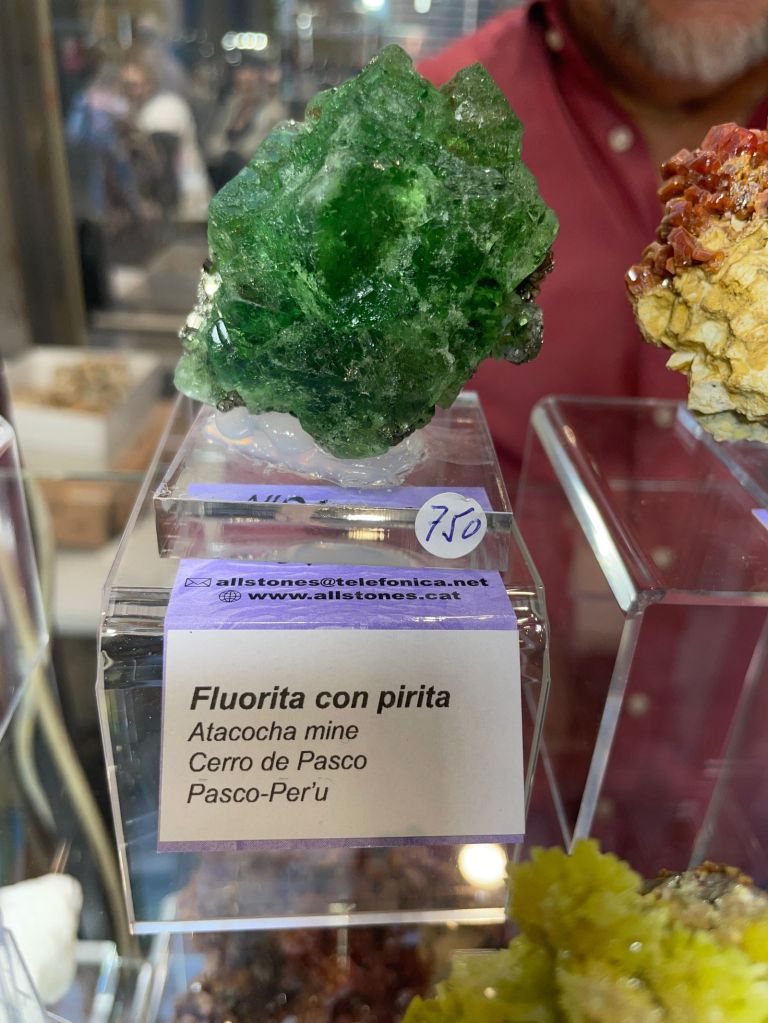 750
allstones@telefonica.net
www.allstones.cat
Fluorita con pirita
Atacocha mine
Cerro de Pasco
Pasco-Per'u